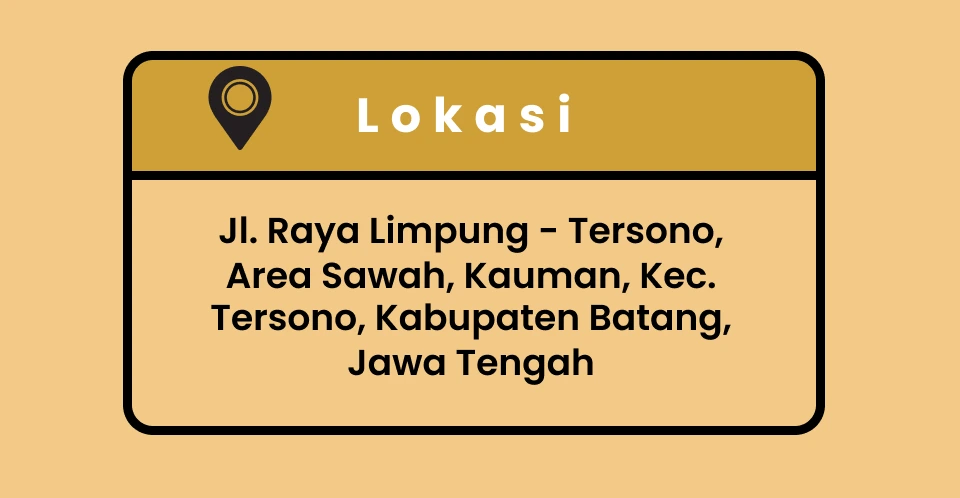 Lokasi
Jl. Raya Limpung - Tersono,
Area Sawah, Kauman, Kec.
Tersono, Kabupaten Batang,
Jawa Tengah